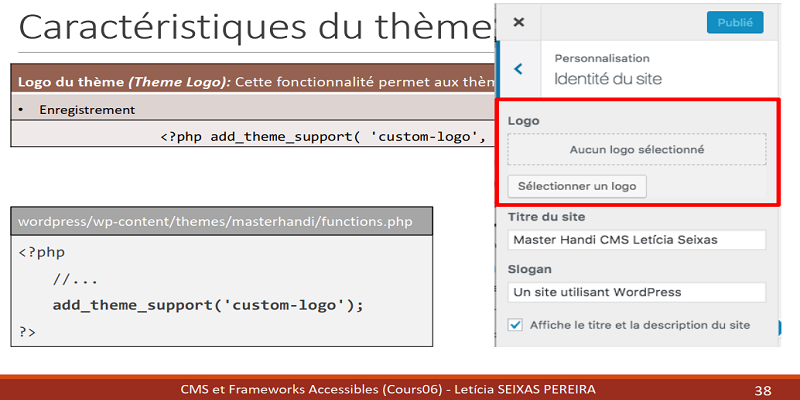 Caractéristiques du thème
Logo du thème (Theme Logo): Cette fonctionnalité permet aux thèm
• Enregistrement
<?php add_theme_support( 'custom-logo',
wordpress/wp-content/themes/masterhandi/functions.php
<?php
//...
add_theme_support('custom-logo');
?>
Publié
Personnalisation
Identité du site
Logo
Aucun logo sélectionné
Sélectionner un logo
Titre du site
Master Handi CMS Letícia Seixas
Slogan
Un site utilisant WordPress
Affiche le titre et la description du site
CMS et Frameworks Accessibles (Cours06) - Letícia SEIXAS PEREIRA
38